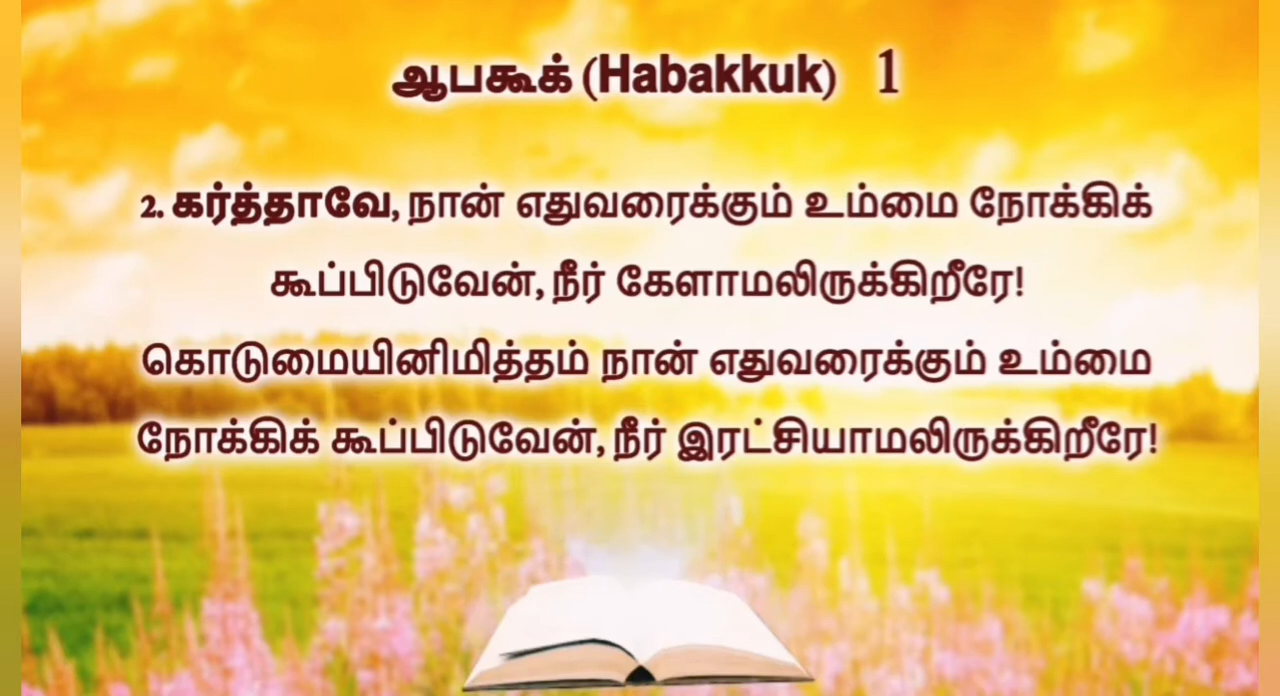 ஆபகூக் (Habakkuk) 1
2. கர்த்தாவே, நான் எதுவரைக்கும் உம்மை நோக்கிக்
கூப்பிடுவேன், நீர் கேளாமலிருக்கிறீரே!
கொடுமையினிமித்தம் நான் எதுவரைக்கும் உம்மை
நோக்கிக் கூப்பிடுவேன், நீர் இரட்சியாமலிருக்கிறீரே!